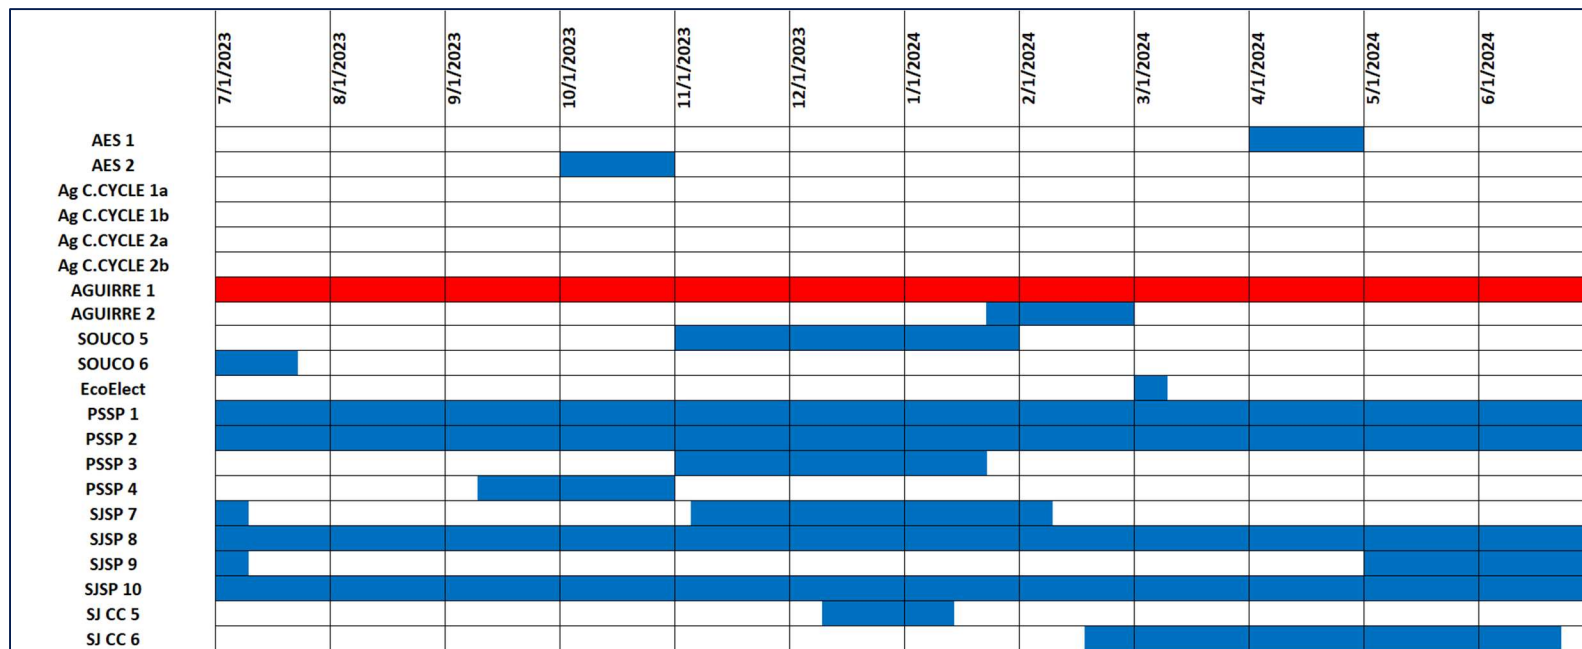 7/1/2023
8/1/2023
9/1/2023
10/1/2023
11/1/2023
12/1/2023
1/1/2024
2/1/2024
3/1/2024
4/1/2024
5/1/2024
6/1/2024
AES 1
AES 2
Ag C.CYCLE 1a
Ag C.CYCLE 1b
Ag C.CYCLE 2a
Ag C.CYCLE 2b
AGUIRRE 1
AGUIRRE 2
SOUCO 5
SOUCO 6
EcoElect
PSSP 1
PSSP 2
PSSP 3
PSSP 4
SJSP 7
SJSP 8
SJSP 9
SJSP 10
SJ CC 5
SJ CC 6